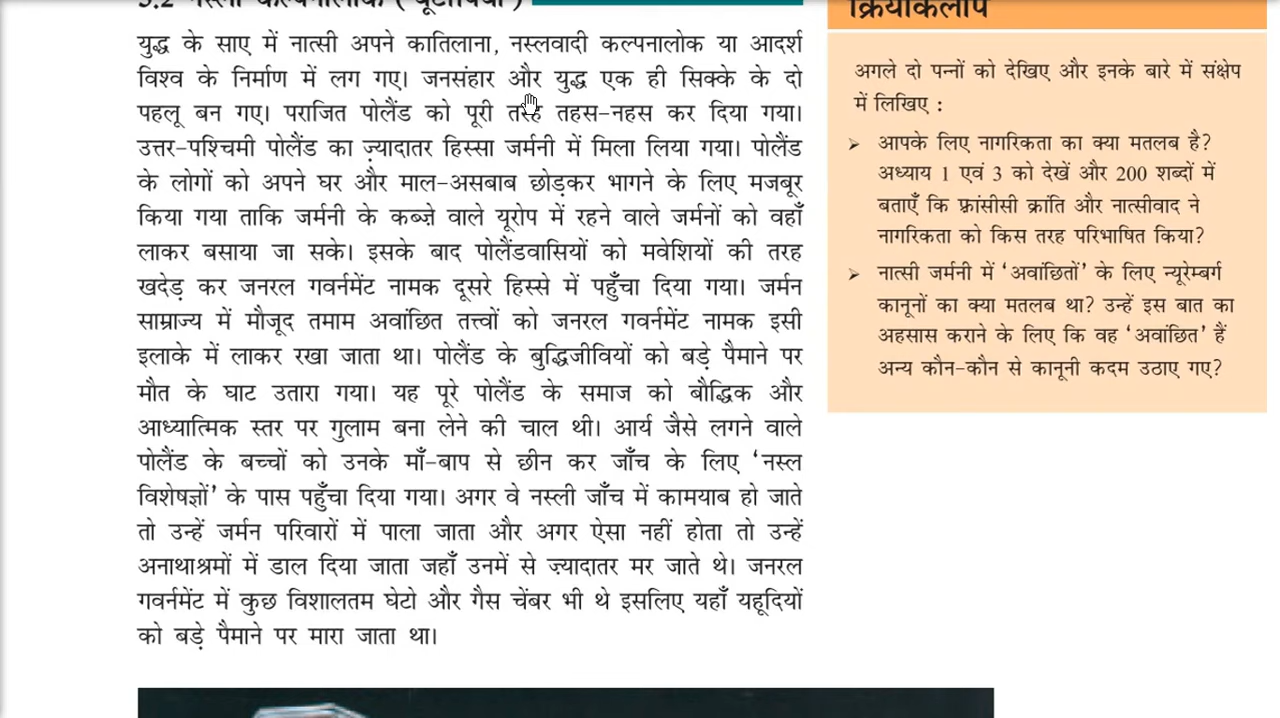 3.2 नस्ली कल्पनालोक ( यूटोपिया )
युद्ध के साए में नात्सी अपने कातिलाना, नस्लवादी कल्पनालोक या आदर्श
विश्व के निर्माण में लग गए। जनसंहार और युद्ध एक ही सिक्के के दो
पहलू बन गए। पराजित पोलैंड को पूरी तरह तहस-नहस कर दिया गया।
उत्तर-पश्चिमी पोलैंड का ज़्यादातर हिस्सा जर्मनी में मिला लिया गया। पोलैंड
के लोगों को अपने घर और माल-असबाब छोड़कर भागने के लिए मजबूर
किया गया ताकि जर्मनी के कब्ज़े वाले यूरोप में रहने वाले जर्मनों को वहाँ
लाकर बसाया जा सके। इसके बाद पोलैंडवासियों को मवेशियों की तरह
खदेड़ कर जनरल गवर्नमेंट नामक दूसरे हिस्से में पहुँचा दिया गया। जर्मन
साम्राज्य में मौजूद तमाम अवांछित तत्त्वों को जनरल गवर्नमेंट नामक इसी
इलाके में लाकर रखा जाता था। पोलैंड के बुद्धिजीवियों को बड़े पैमाने पर
मौत के घाट उतारा गया। यह पूरे पोलैंड के समाज को बौद्धिक और
आध्यात्मिक स्तर पर गुलाम बना लेने की चाल थी। आर्य जैसे लगने वाले
पोलैंड के बच्चों को उनके माँ-बाप से छीन कर जाँच के लिए ‘नस्ल
विशेषज्ञों’ के पास पहुँचा दिया गया। अगर वे नस्ली जाँच में कामयाब हो जाते
तो उन्हें जर्मन परिवारों में पाला जाता और अगर ऐसा नहीं होता तो उन्हें
अनाथाश्रमों में डाल दिया जाता जहाँ उनमें से ज़्यादातर मर जाते थे। जनरल
गवर्नमेंट में कुछ विशालतम घेटो और गैस चेंबर भी थे इसलिए यहाँ यहूदियों
को बड़े पैमाने पर मारा जाता था।
क्रियाकलाप
अगले दो पन्नों को देखिए और इनके बारे में संक्षेप
में लिखिए :
➢ आपके लिए नागरिकता का क्या मतलब है?
अध्याय 1 एवं 3 को देखें और 200 शब्दों में
बताएँ कि फ़्रांसीसी क्रांति और नात्सीवाद ने
नागरिकता को किस तरह परिभाषित किया?
➢ नात्सी जर्मनी में ‘अवांछितों’ के लिए न्यूरेम्बर्ग
कानूनों का क्या मतलब था? उन्हें इस बात का
अहसास कराने के लिए कि वह ‘अवांछित’ हैं
अन्य कौन-कौन से कानूनी कदम उठाए गए?